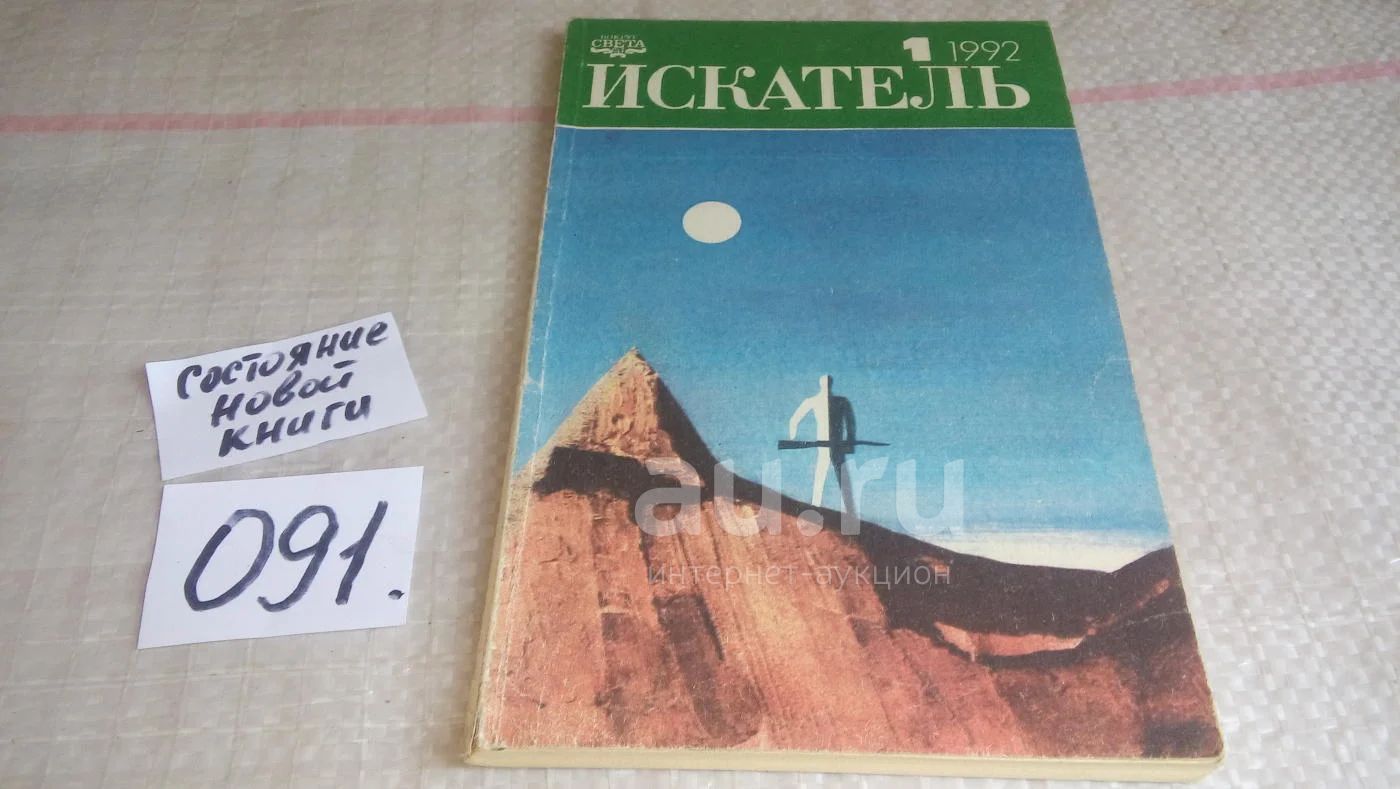 ВОКРУГ
СВЕТА
1 1992
ИСКАТЕЛЬ
Состояние
новой
книги
091.
au.ru
интернет-аукцион